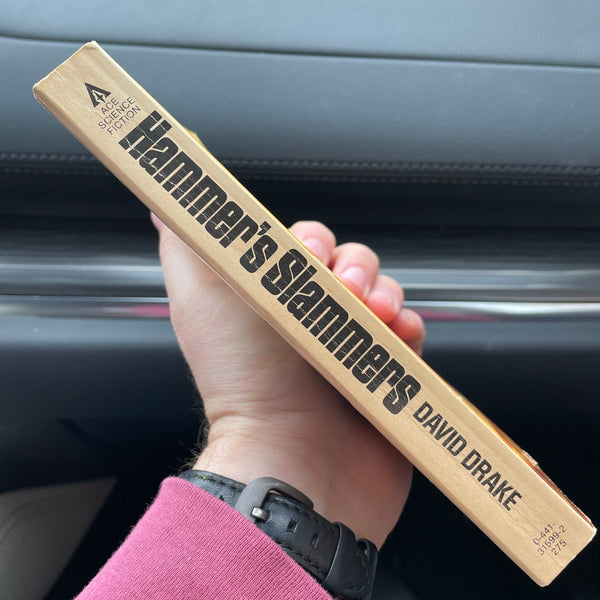 ACE
SCIENCE
FICTION
Hammer's Slammers
DAVID DRAKE
0-441-
31599-2
275